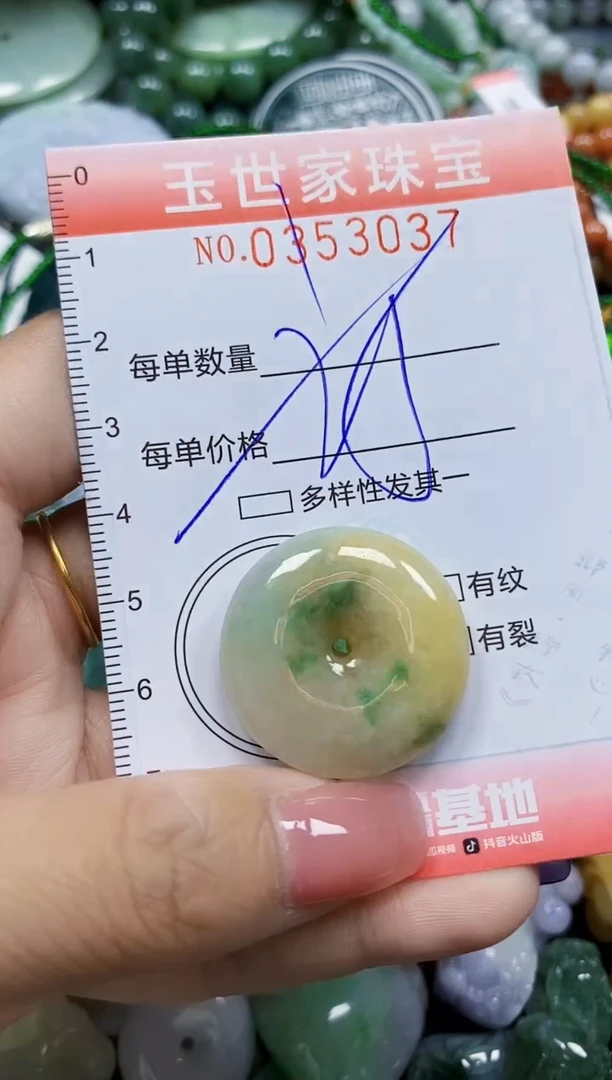 0
玉世家珠宝
NO.0353037
1
2
每单数量
3
每单价格
4
多样性发其一
5
有纹
有裂
6
基地
抖音火山版